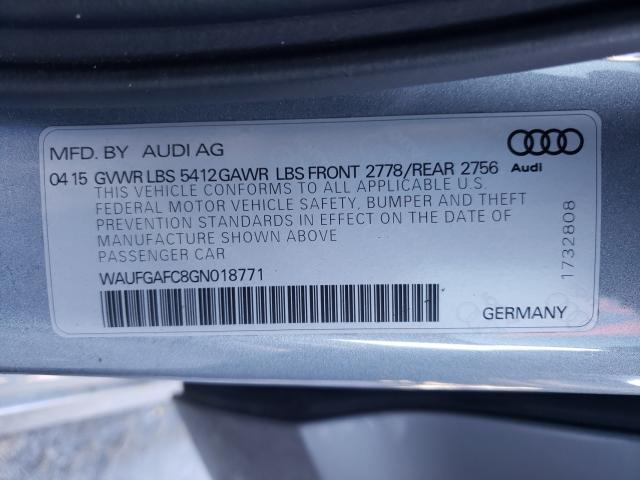 MFD. BY AUDI AG
Audi
04 15 GVWR LBS 5412 GAWR LBS FRONT 2778/REAR 2756
THIS VEHICLE CONFORMS TO ALL APPLICABLE U.S.
FEDERAL MOTOR VEHICLE SAFETY, BUMPER AND THEFT
PREVENTION STANDARDS IN EFFECT ON THE DATE OF
MANUFACTURE SHOWN ABOVE
PASSENGER CAR
WAUFGAFC8GN018771
GERMANY
1732808